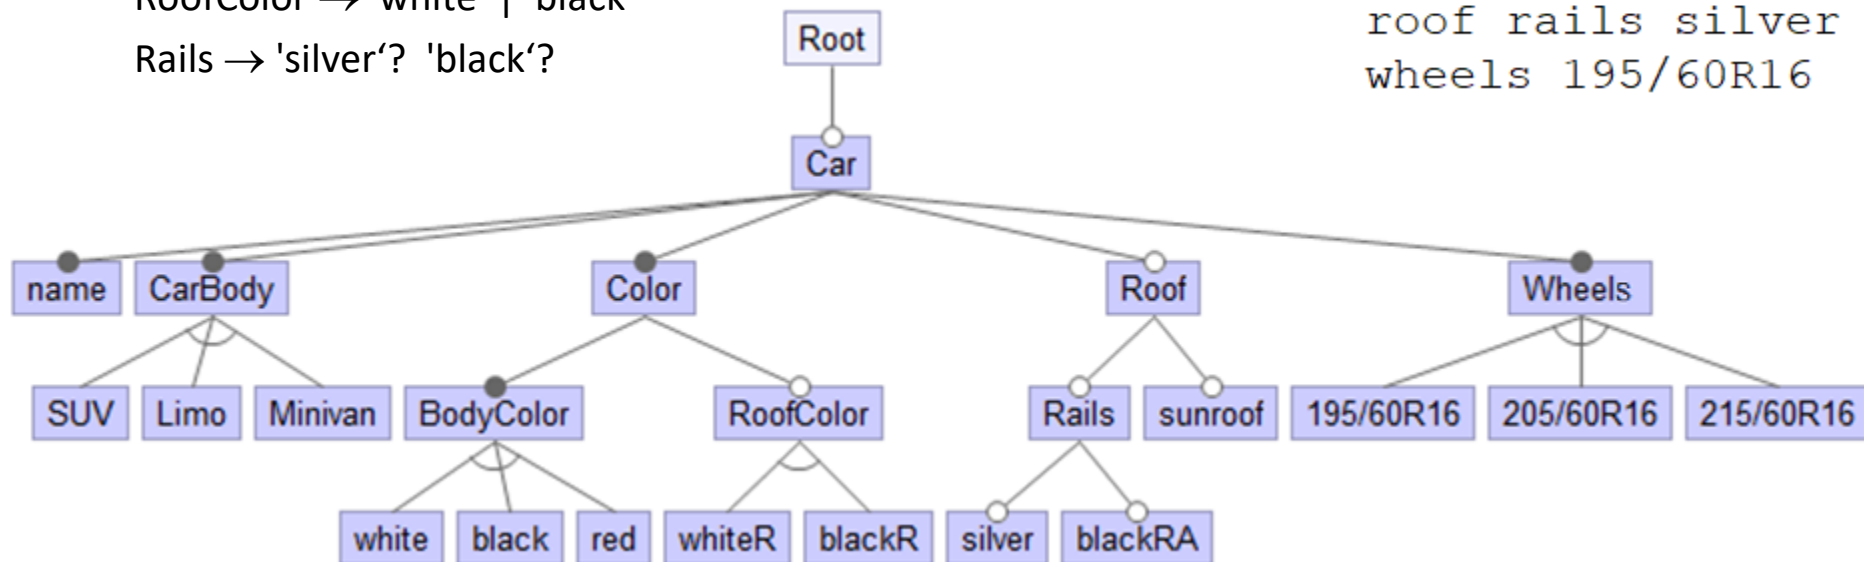 RoofColor → 'white' | 'black'
Rails → 'silver‘? 'black‘?
roof rails silver
wheels 195/60R16
Root
Car
name CarBody Color Roof Wheels
SUV Limo Minivan BodyColor RoofColor Rails sunroof 195/60R16 205/60R16 215/60R16
white black red whiteR blackR silver blackRA